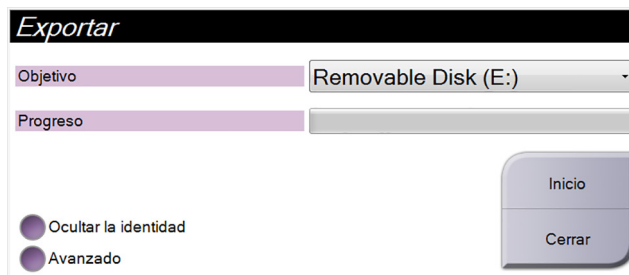 Exportar
Objetivo
Removable Disk (E:)
Progreso
Inicio
Ocultar la identidad
Cerrar
Avanzado